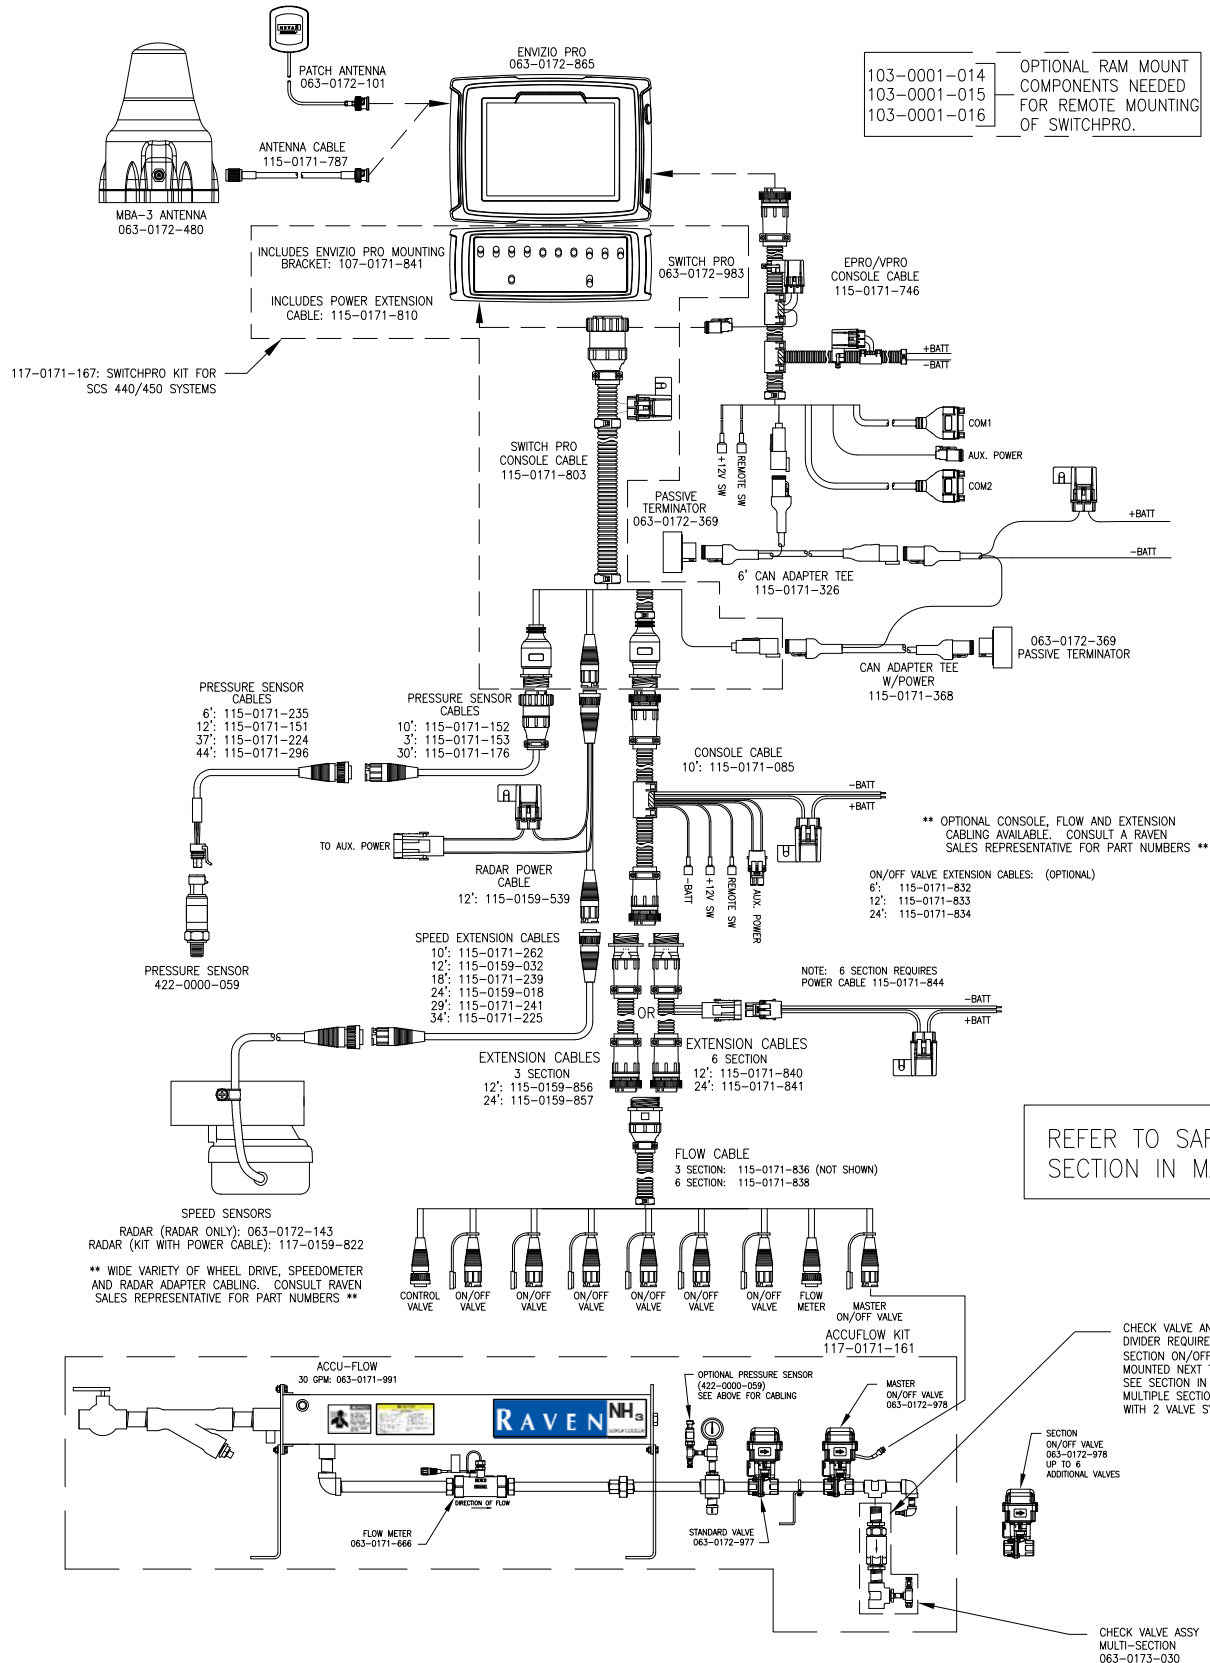 PATCH ANTENNA
063-0172-101
ENVIZIO PRO
063-0172-865
103-0001-014
103-0001-015
103-0001-016
OPTIONAL RAM MOUNT
COMPONENTS NEEDED
FOR REMOTE MOUNTING
OF SWITCHPRO.
ANTENNA CABLE
115-0171-787
MBA-3 ANTENNA
063-0172-480
INCLUDES ENVIZIO PRO MOUNTING
BRACKET: 107-0171-841
INCLUDES POWER EXTENSION
CABLE: 115-0171-810
SWITCH PRO
063-0172-983
EPRO/VPRO
CONSOLE CABLE
115-0171-746
+BATT
-BATT
117-0171-167: SWITCHPRO KIT FOR
SCS 440/450 SYSTEMS
SWITCH PRO
CONSOLE CABLE
115-0171-803
+12V SW
REMOTE SW
COM1
AUX. POWER
COM2
PASSIVE
TERMINATOR
063-0172-369
+BATT
-BATT
6' CAN ADAPTER TEE
115-0171-326
063-0172-369
PASSIVE TERMINATOR
CAN ADAPTER TEE
W/POWER
115-0171-368
PRESSURE SENSOR
CABLES
6': 115-0171-235
12': 115-0171-151
37': 115-0171-224
44': 115-0171-296
PRESSURE SENSOR
CABLES
10': 115-0171-152
3': 115-0171-153
30': 115-0171-176
CONSOLE CABLE
10': 115-0171-085
-BATT
+BATT
** OPTIONAL CONSOLE, FLOW AND EXTENSION
CABLING AVAILABLE. CONSULT A RAVEN
SALES REPRESENTATIVE FOR PART NUMBERS **
TO AUX. POWER
RADAR POWER
CABLE
12': 115-0159-539
-BATT
+12V SW
REMOTE SW
AUX. POWER
ON/OFF VALVE EXTENSION CABLES: (OPTIONAL)
6': 115-0171-832
12': 115-0171-833
24': 115-0171-834
PRESSURE SENSOR
422-0000-059
SPEED EXTENSION CABLES
10': 115-0171-262
12': 115-0159-032
18': 115-0171-239
24': 115-0159-018
29': 115-0171-241
34': 115-0171-225
NOTE: 6 SECTION REQUIRES
POWER CABLE 115-0171-844
-BATT
+BATT
OR
EXTENSION CABLES
3 SECTION
12': 115-0159-856
24': 115-0159-857
EXTENSION CABLES
6 SECTION
12': 115-0171-840
24': 115-0171-841
REFER TO SAF
SECTION IN MA
FLOW CABLE
3 SECTION: 115-0171-836 (NOT SHOWN)
6 SECTION: 115-0171-838
SPEED SENSORS
RADAR (RADAR ONLY): 063-0172-143
RADAR (KIT WITH POWER CABLE): 117-0159-822
** WIDE VARIETY OF WHEEL DRIVE, SPEEDOMETER
AND RADAR ADAPTER CABLING. CONSULT RAVEN
SALES REPRESENTATIVE FOR PART NUMBERS **
CONTROL
VALVE
ON/OFF
VALVE
ON/OFF
VALVE
ON/OFF
VALVE
ON/OFF
VALVE
ON/OFF
VALVE
ON/OFF
VALVE
FLOW
METER
MASTER
ON/OFF VALVE
ACCUFLOW KIT
117-0171-161
CHECK VALVE AN
DIVIDER REQUIRE
SECTION ON/OFF
MOUNTED NEXT T
SEE SECTION IN
MULTIPLE SECTIO
WITH 2 VALVE SY
ACCU-FLOW
30 GPM: 063-0171-991
OPTIONAL PRESSURE SENSOR
(422-0000-059)
SEE ABOVE FOR CABLING
MASTER
ON/OFF VALVE
063-0172-978
RAVEN
NH3
SECTION
ON/OFF VALVE
063-0172-978
UP TO 6
ADDITIONAL VALVES
DIRECTION OF FLOW
FLOW METER
063-0171-666
STANDARD VALVE
063-0172-977
CHECK VALVE ASSY
MULTI-SECTION
063-0173-030